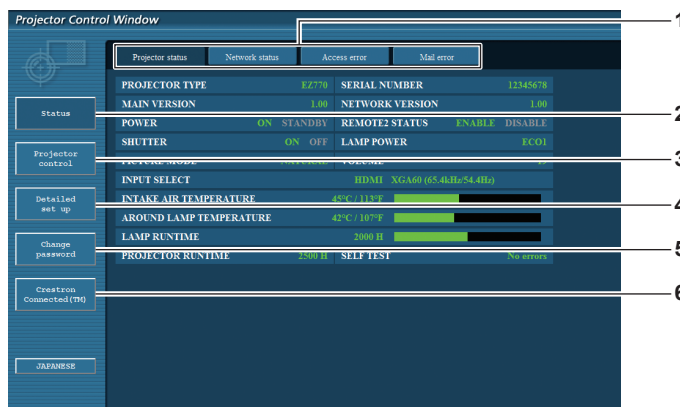 Projector Control Window
1
Projector status Network status Access error Mail error
PROJECTOR TYPE EZ770 SERIAL NUMBER 12345678
MAIN VERSION 1.00 NETWORK VERSION 1.00
Status
2
POWER ON STANDBY REMOTE2 STATUS ENABLE DISABLE
SHUTTER ON OFF LAMP POWER ECO1
Projector control
3
PICTURE MODE NATURAL VOLUME
INPUT SELECT HDMI XGA60 (65.4kHz/54.4Hz)
Detailed set up
4
INTAKE AIR TEMPERATURE 45°C / 113°F
AROUND LAMP TEMPERATURE 42°C / 107°F
LAMP RUNTIME 2000 H
Change password
5
PROJECTOR RUNTIME 2500 H SELF TEST No errors
Crestron Connected(TM)
6
JAPANESE